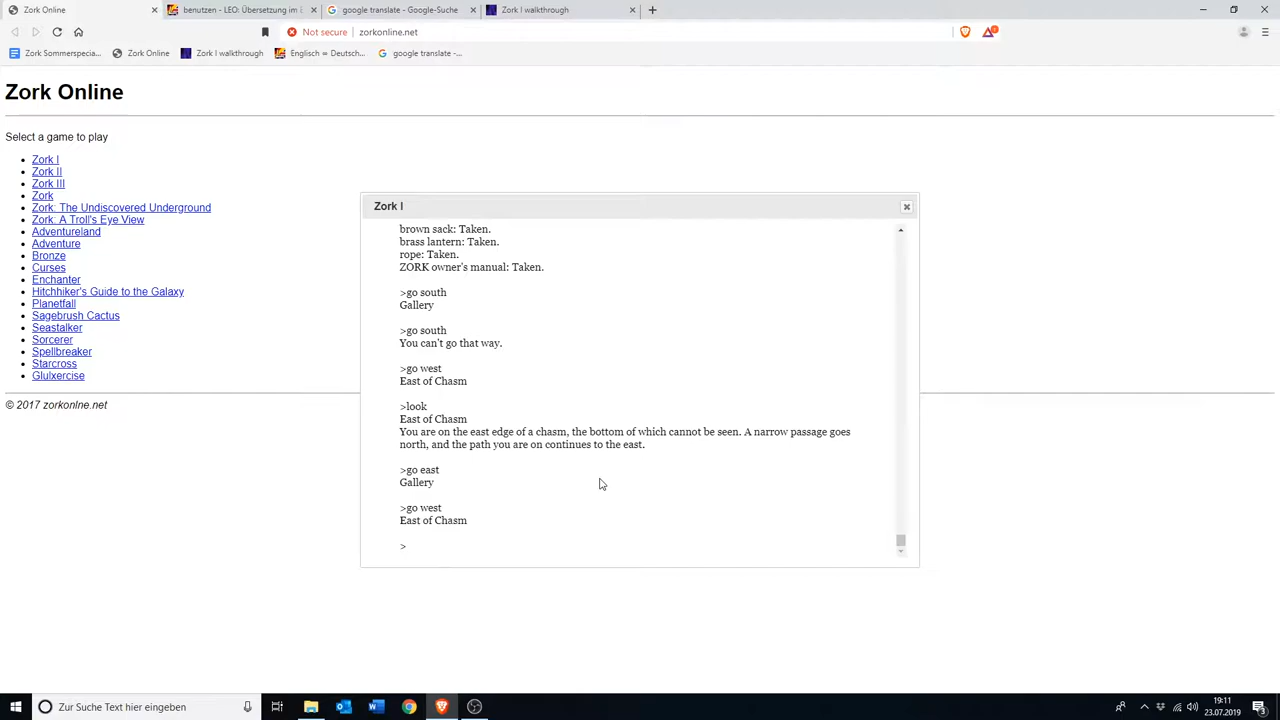 Zork Online
benutzen - LEO: Übersetzung im E
google translate - Google-Suche
Zork I walkthrough
Not secure
zorkonline.net
Zork Sommerspecia...
Zork Online
Zork I walkthrough
Englisch ⇔ Deutsch...
google translate -...
Zork Online
Select a game to play
Zork I
Zork II
Zork III
Zork
Zork: The Undiscovered Underground
Zork: A Troll's Eye View
Adventureland
Adventure
Bronze
Curses
Enchanter
Hitchhiker's Guide to the Galaxy
Planetfall
Sagebrush Cactus
Seastalker
Sorcerer
Spellbreaker
Starcross
Glulxercise
© 2017 zorkonlne.net
Zork I
brown sack: Taken.
brass lantern: Taken.
rope: Taken.
ZORK owner's manual: Taken.
>go south
Gallery
>go south
You can't go that way.
>go west
East of Chasm
>look
East of Chasm
You are on the east edge of a chasm, the bottom of which cannot be seen. A narrow passage goes
north, and the path you are on continues to the east.
>go east
Gallery
>go west
East of Chasm
>
Zur Suche Text hier eingeben
19:11
23.07.2019